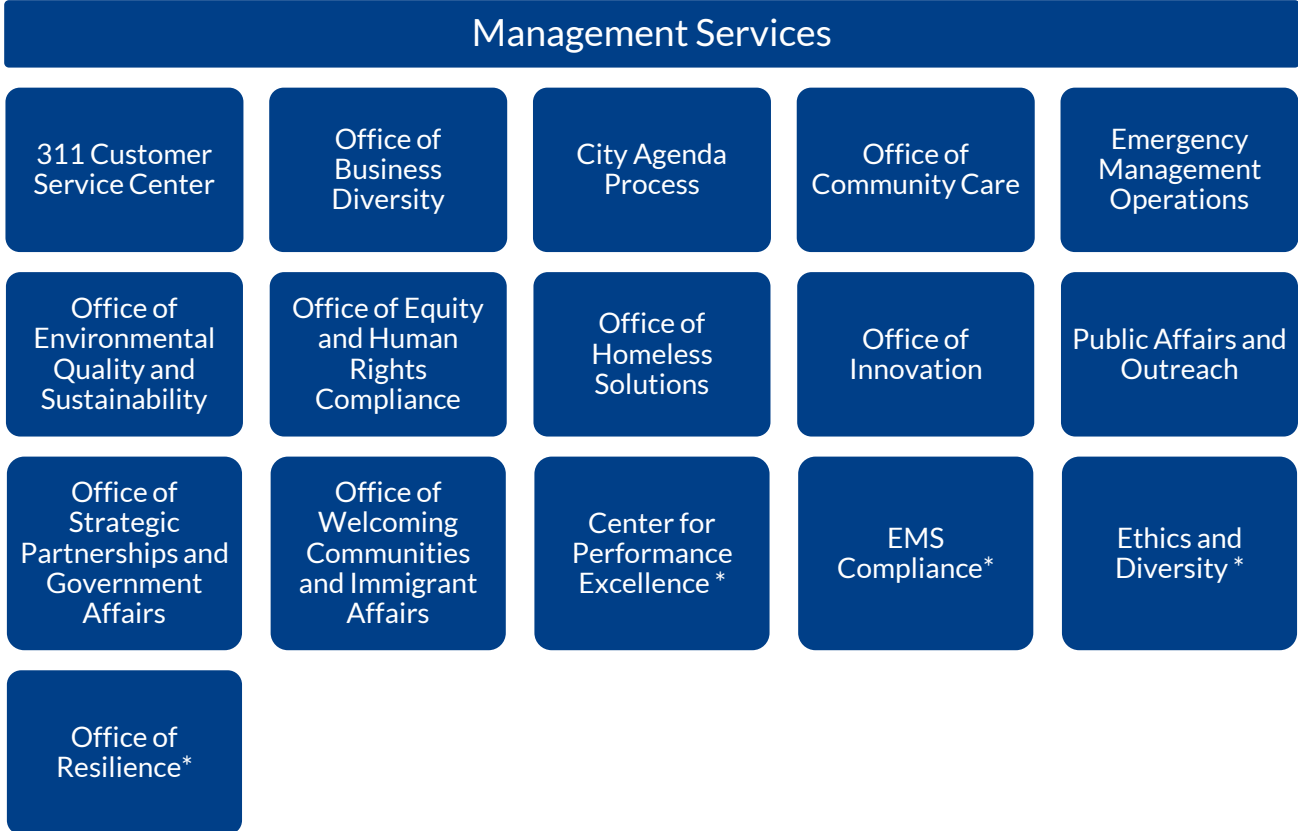 Management Services
311 Customer
Service Center
Office of
Business
Diversity
City Agenda
Process
Office of
Community Care
Emergency
Management
Operations
Office of
Environmental
Quality and
Sustainability
Office of Equity
and Human
Rights
Compliance
Office of
Homeless
Solutions
Office of
Innovation
Public Affairs and
Outreach
Office of
Strategic
Partnerships and
Government
Affairs
Office of
Welcoming
Communities
and Immigrant
Affairs
Center for
Performance
Excellence *
EMS
Compliance*
Ethics and
Diversity *
Office of
Resilience*